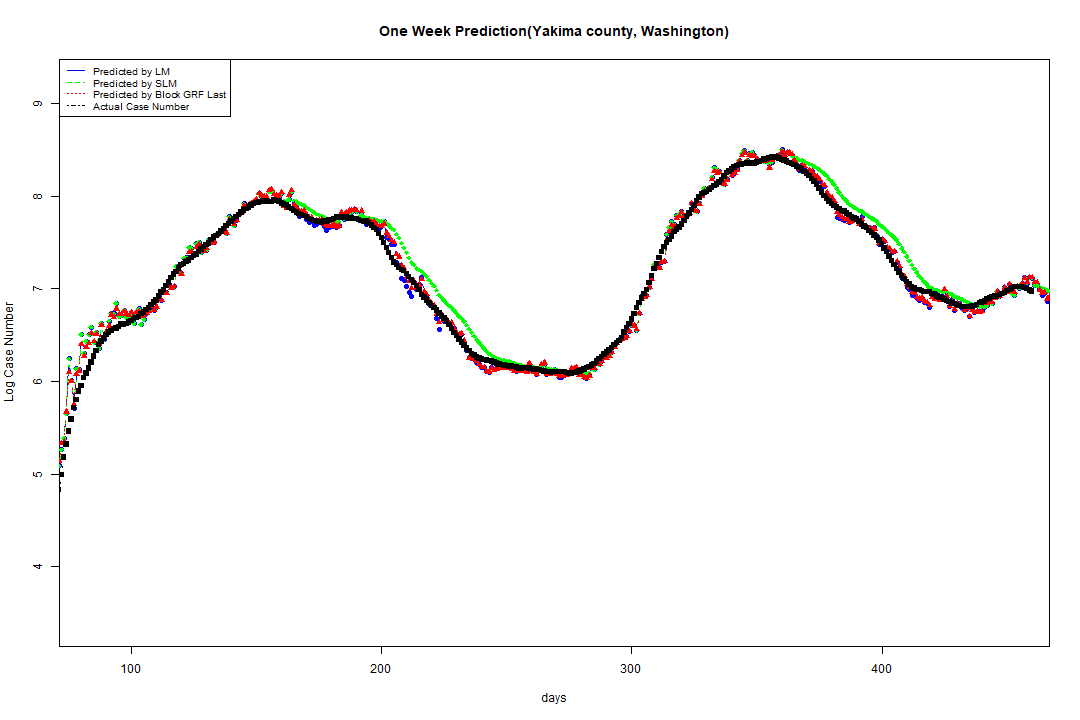 One Week Prediction(Yakima county, Washington)
Predicted by LM
Predicted by SLM
Predicted by Block GRF Last
Actual Case Number
9
8
7
6
5
4
Log Case Number
100
200
300
400
days